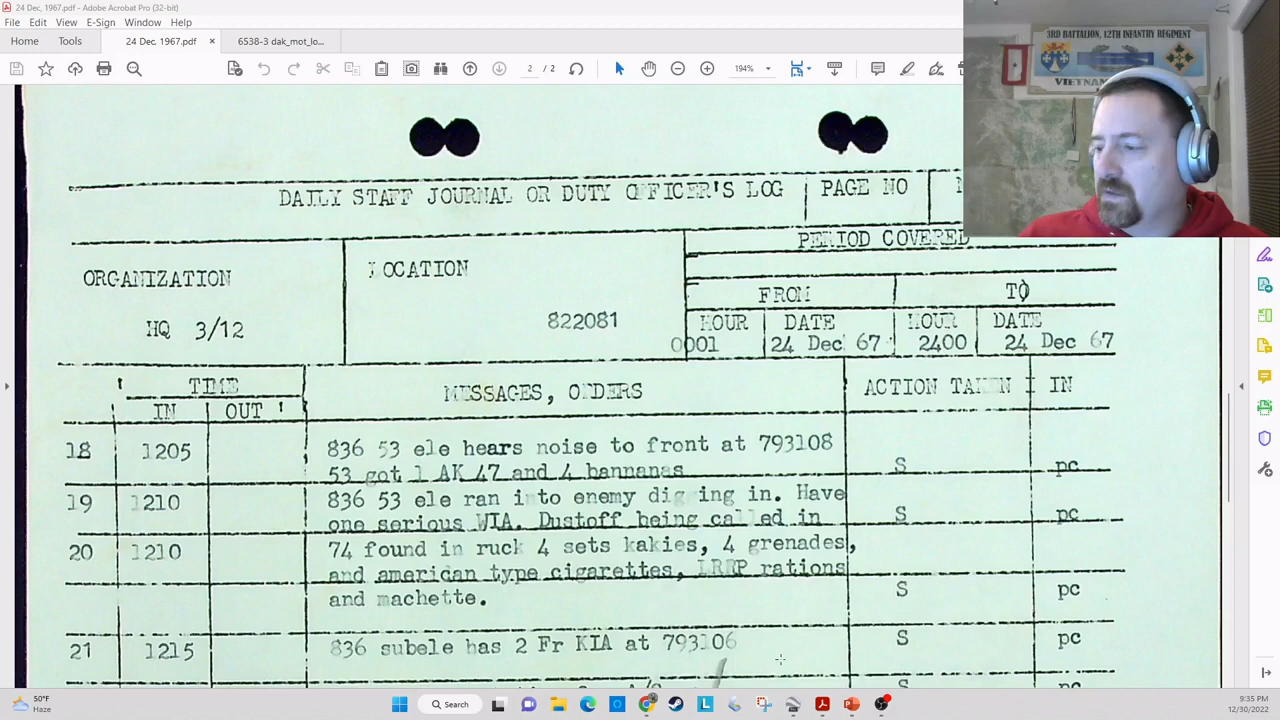 24 Dec, 1967.pdf - Adobe Acrobat Pro (32-bit)
File Edit View E-Sign Window Help
Home Tools 24 Dec, 1967.pdf × 6538-3 dak_mot_lo...
2 / 2 194%
3RD BATTALION, 12TH INFANTRY REGIMENT
VIETNAM
DAILY STAFF JOURNAL OR DUTY OFFICER'S LOG PAGE NO
PERIOD COVERED
ORGANIZATION LOCATION
FROM TO
HQ 3/12 822081
HOUR DATE HOUR DATE
0001 24 Dec 67 2400 24 Dec 67
TIME MESSAGES, ORDERS ACTION TAKEN IN
IN OUT
18 1205 836 53 ele hears noise to front at 793108
53 got 1 AK 47 and 4 bannanas S pc
19 1210 836 53 ele ran into enemy digging in. Have
one serious WIA. Dustoff being called in S pc
20 1210 74 found in ruck 4 sets kakies, 4 grenades,
and american type cigarettes, LRRP rations
and machette. S pc
21 1215 836 subele has 2 Fr KIA at 793106 S pc
50°F
Haze
Search
9:35 PM
12/30/2022